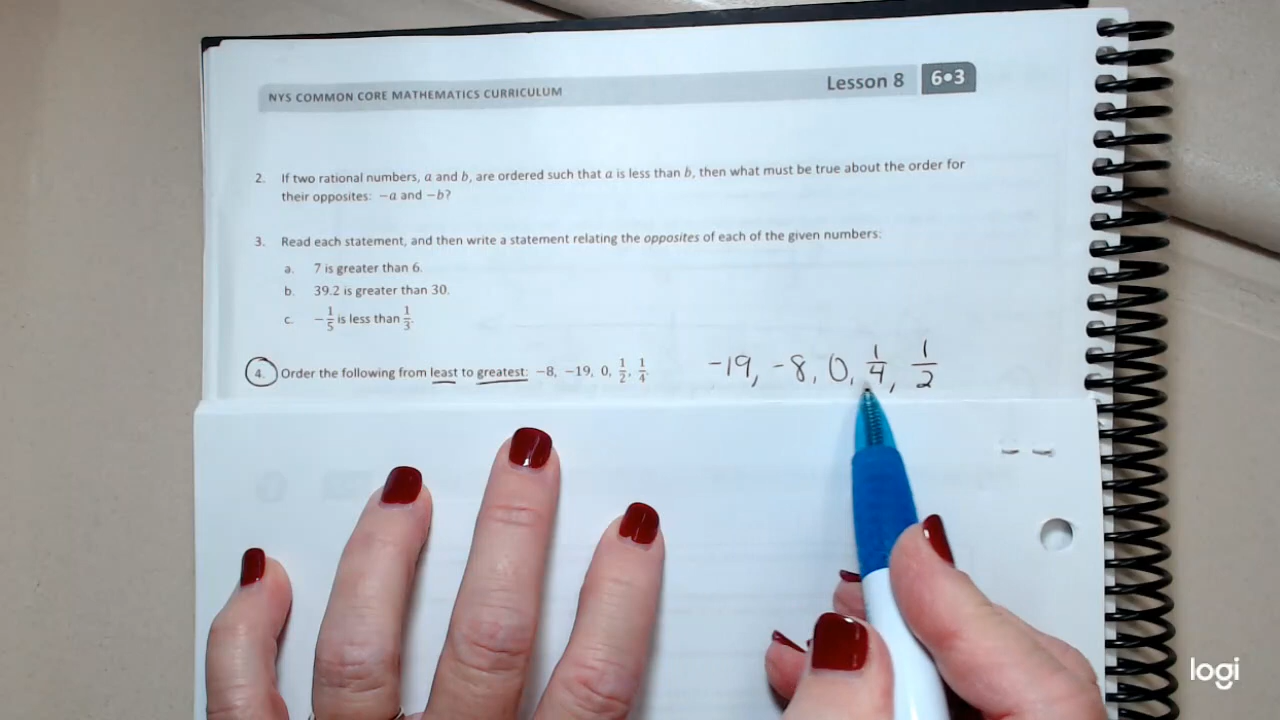 NYS COMMON CORE MATHEMATICS CURRICULUM Lesson 8 6•3
2. If two rational numbers, a and b, are ordered such that a is less than b, then what must be true about the order for
their opposites: −a and −b?
3. Read each statement, and then write a statement relating the opposites of each of the given numbers:
a. 7 is greater than 6.
b. 39.2 is greater than 30.
c. −1/5 is less than 1/3.
4. Order the following from least to greatest: −8, −19, 0, 1/2, 1/4. -19, -8, 0, 1/4, 1/2
logi